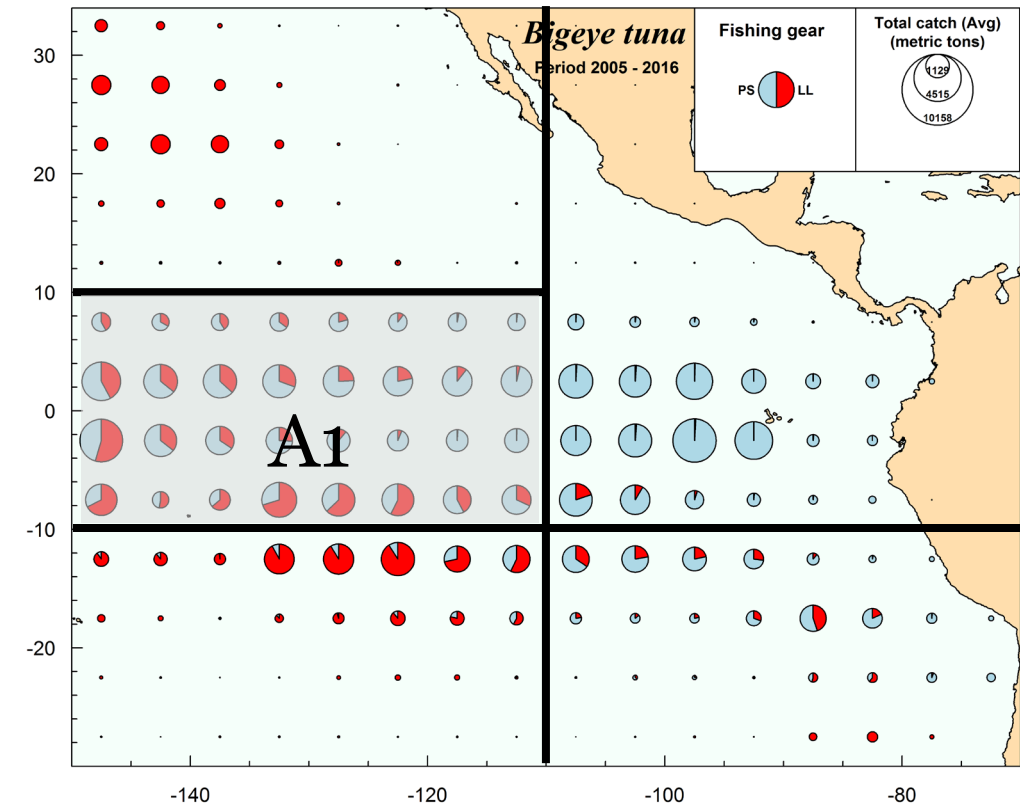 Bigeye tuna
Period 2005 - 2016
Fishing gear
PS LL
Total catch (Avg)
(metric tons)
1129
4515
10158
30
20
10
0
-10
-20
A1
-140 -120 -100 -80